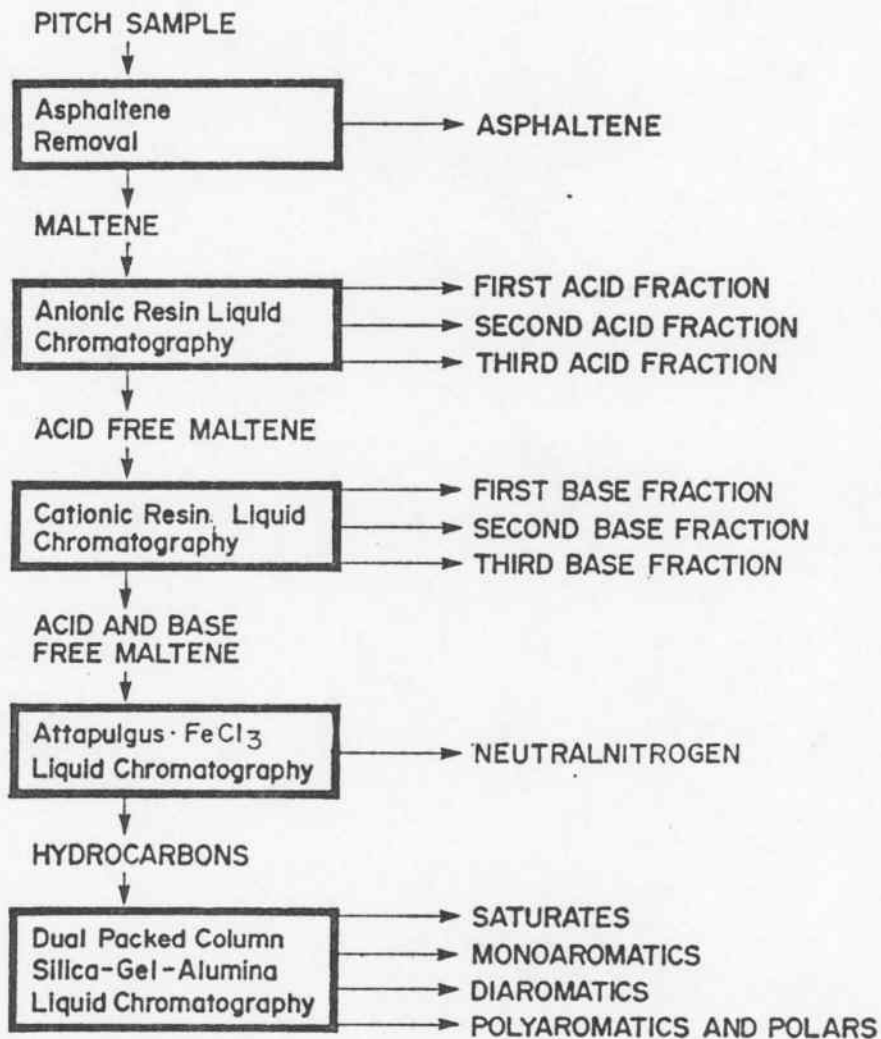 PITCH SAMPLE
Asphaltene
Removal
ASPHALTENE
MALTENE
Anionic Resin Liquid
Chromatography
FIRST ACID FRACTION
SECOND ACID FRACTION
THIRD ACID FRACTION
ACID FREE MALTENE
Cationic Resin Liquid
Chromatography
FIRST BASE FRACTION
SECOND BASE FRACTION
THIRD BASE FRACTION
ACID AND BASE
FREE MALTENE
Attapulgus · FeCl3
Liquid Chromatography
NEUTRALNITROGEN
HYDROCARBONS
Dual Packed Column
Silica-Gel-Alumina
Liquid Chromatography
SATURATES
MONOAROMATICS
DIAROMATICS
POLYAROMATICS AND POLARS